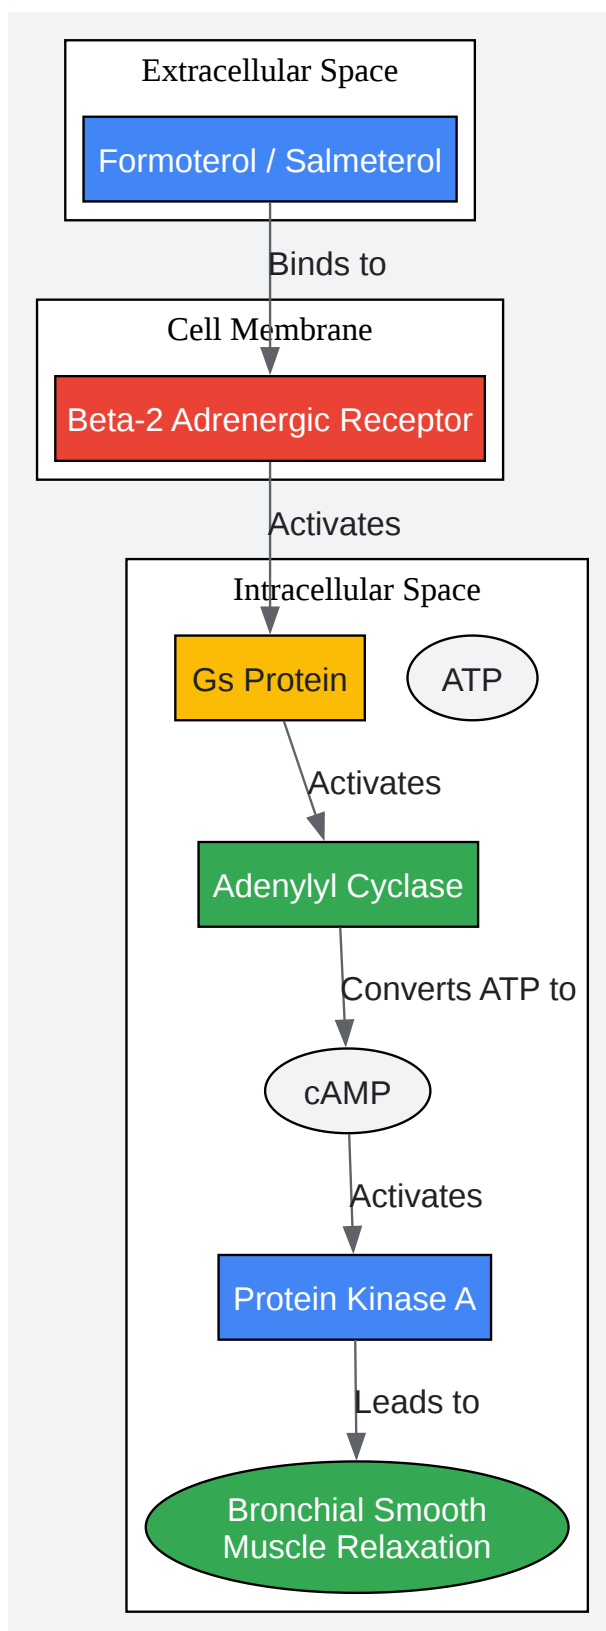 Extracellular Space
Formoterol / Salmeterol
Binds to
Cell Membrane
Beta-2 Adrenergic Receptor
Activates
Intracellular Space
Gs Protein
ATP
Activates
Adenylyl Cyclase
Converts ATP to
cAMP
Activates
Protein Kinase A
Leads to
Bronchial Smooth
Muscle Relaxation